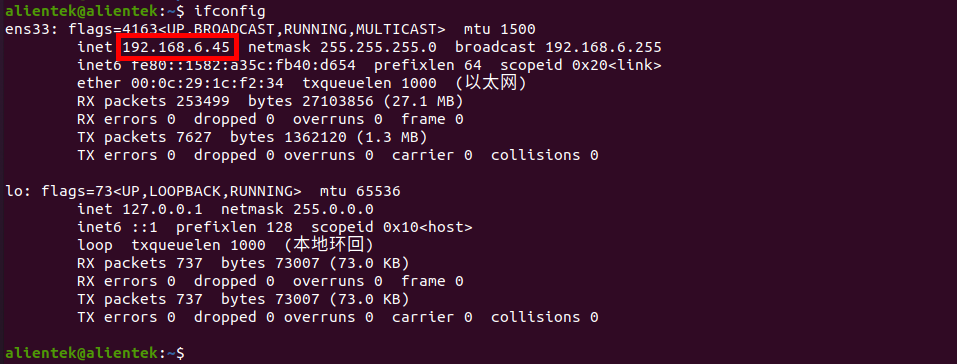 alientek@alientek:~$ ifconfig
ens33: flags=4163<UP,BROADCAST,RUNNING,MULTICAST>  mtu 1500
        inet 192.168.6.45  netmask 255.255.255.0  broadcast 192.168.6.255
        inet6 fe80::1582:a35c:fb40:d654  prefixlen 64  scopeid 0x20<link>
        ether 00:0c:29:1c:f2:34  txqueuelen 1000  (以太网)
        RX packets 253499  bytes 27103856 (27.1 MB)
        RX errors 0  dropped 0  overruns 0  frame 0
        TX packets 7627  bytes 1362120 (1.3 MB)
        TX errors 0  dropped 0 overruns 0  carrier 0  collisions 0

lo: flags=73<UP,LOOPBACK,RUNNING>  mtu 65536
        inet 127.0.0.1  netmask 255.0.0.0
        inet6 ::1  prefixlen 128  scopeid 0x10<host>
        loop  txqueuelen 1000  (本地环回)
        RX packets 737  bytes 73007 (73.0 KB)
        RX errors 0  dropped 0  overruns 0  frame 0
        TX packets 737  bytes 73007 (73.0 KB)
        TX errors 0  dropped 0 overruns 0  carrier 0  collisions 0

alientek@alientek:~$